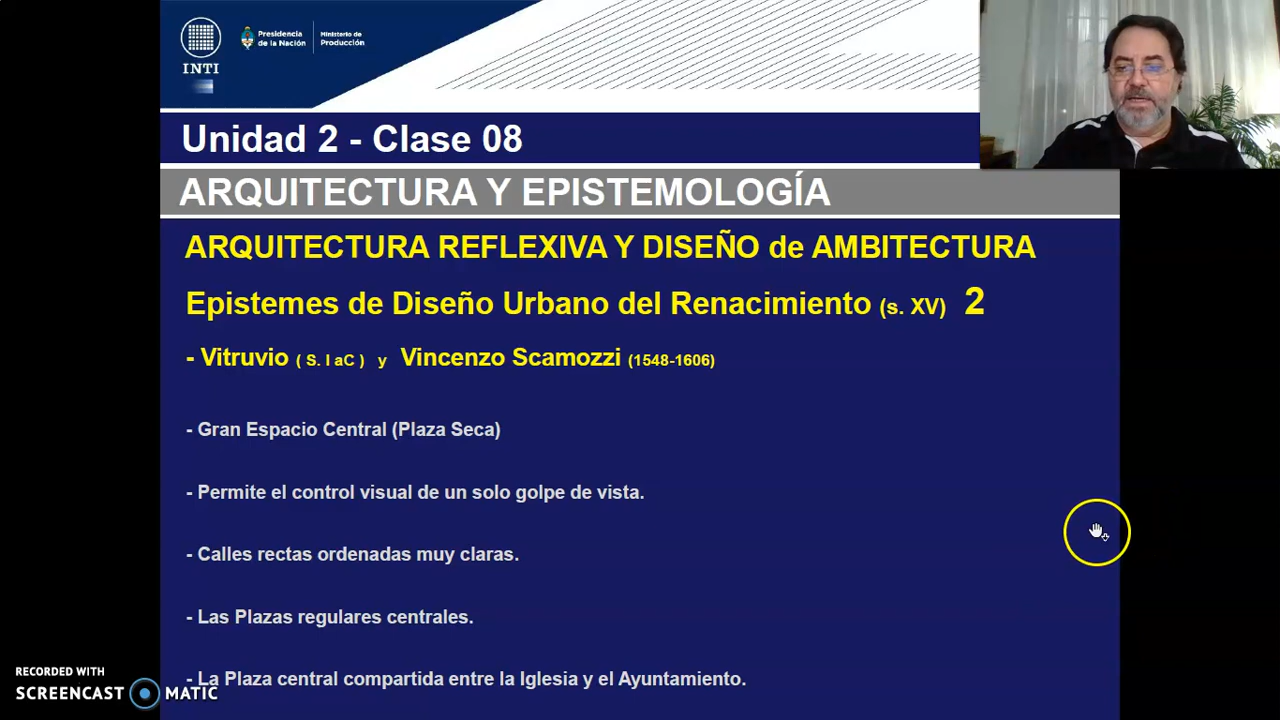 INTI
Presidencia
de la Nación
Ministerio de
Producción
Unidad 2 - Clase 08
ARQUITECTURA Y EPISTEMOLOGÍA
ARQUITECTURA REFLEXIVA Y DISEÑO de AMBITECTURA
Epistemes de Diseño Urbano del Renacimiento (s. XV) 2
- Vitruvio ( S. I aC ) y Vincenzo Scamozzi (1548-1606)
- Gran Espacio Central (Plaza Seca)
- Permite el control visual de un solo golpe de vista.
- Calles rectas ordenadas muy claras.
- Las Plazas regulares centrales.
- La Plaza central compartida entre la Iglesia y el Ayuntamiento.
RECORDED WITH
SCREENCAST MATIC